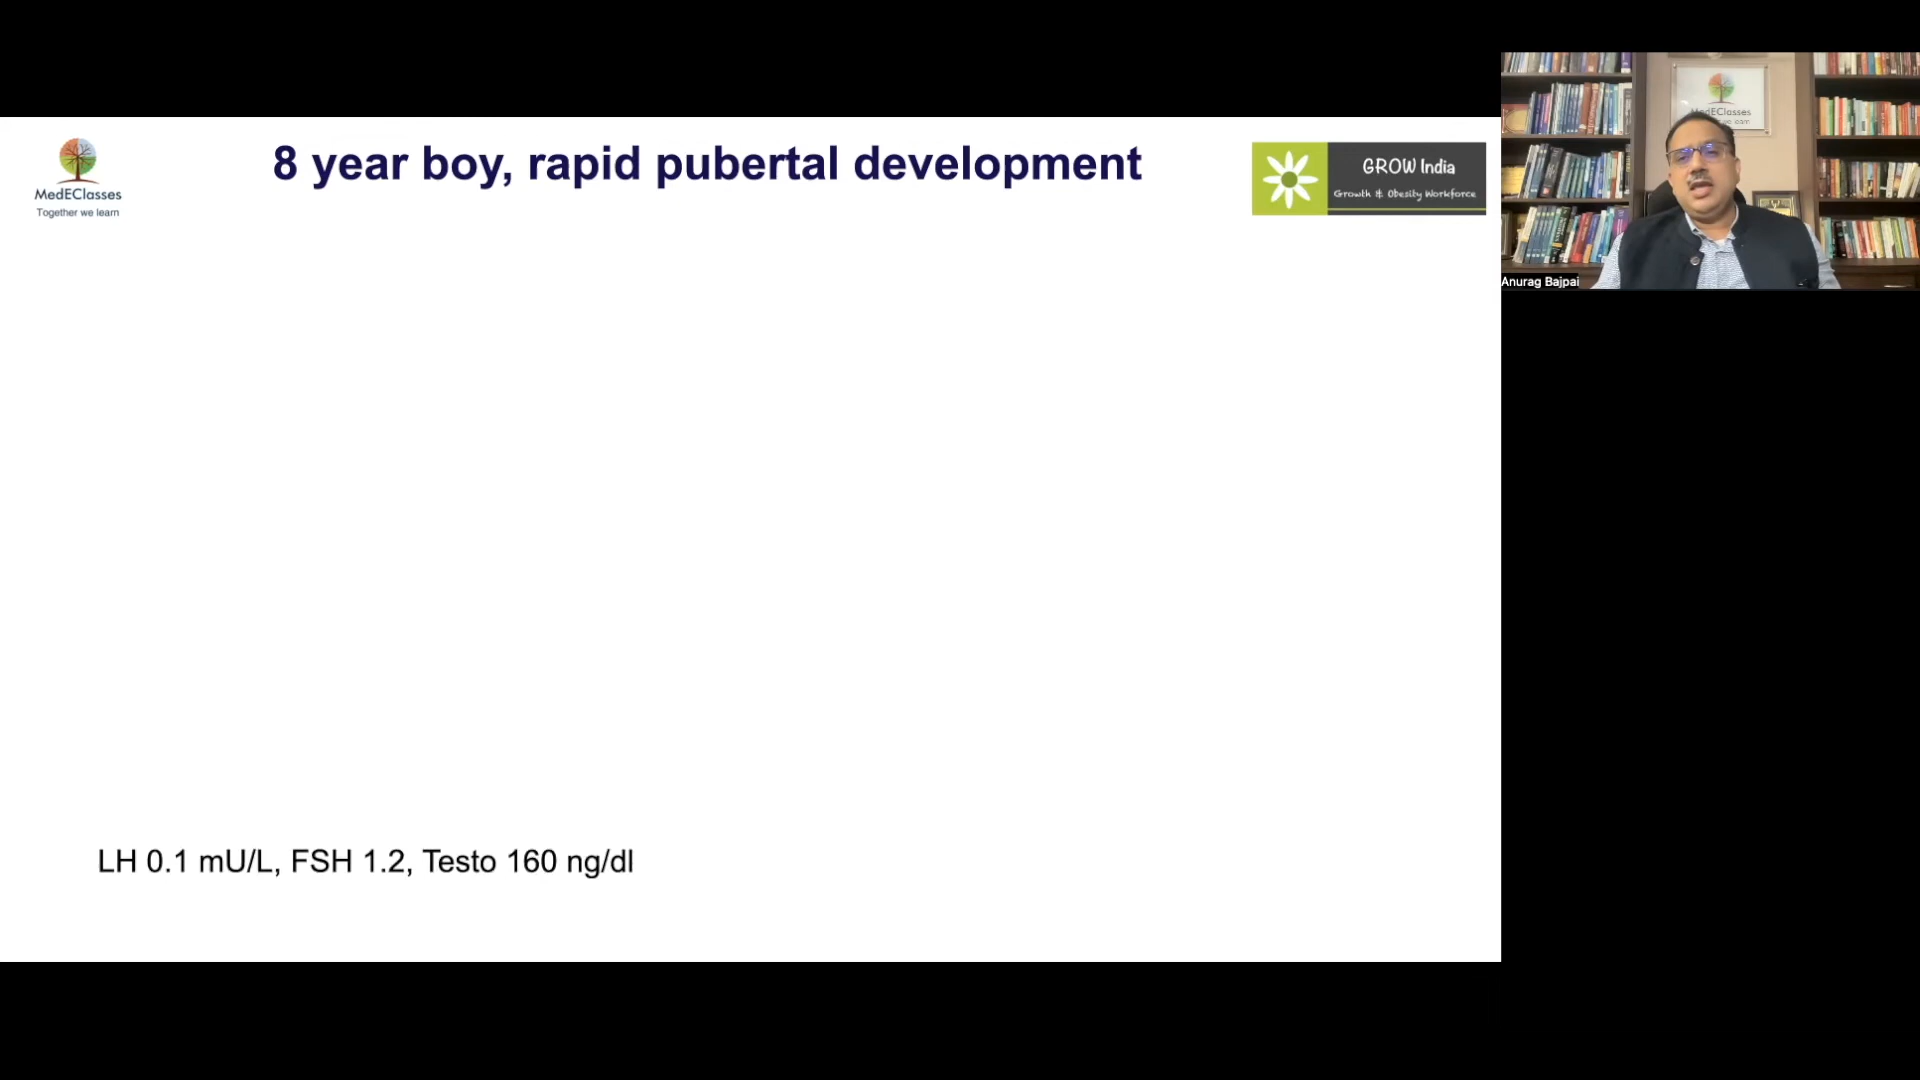 8 year boy, rapid pubertal development
MedEClasses
Together we learn
GROW India
Growth & Obesity Workforce
LH 0.1 mU/L, FSH 1.2, Testo 160 ng/dl
MedEClasses
Anurag Bajpai